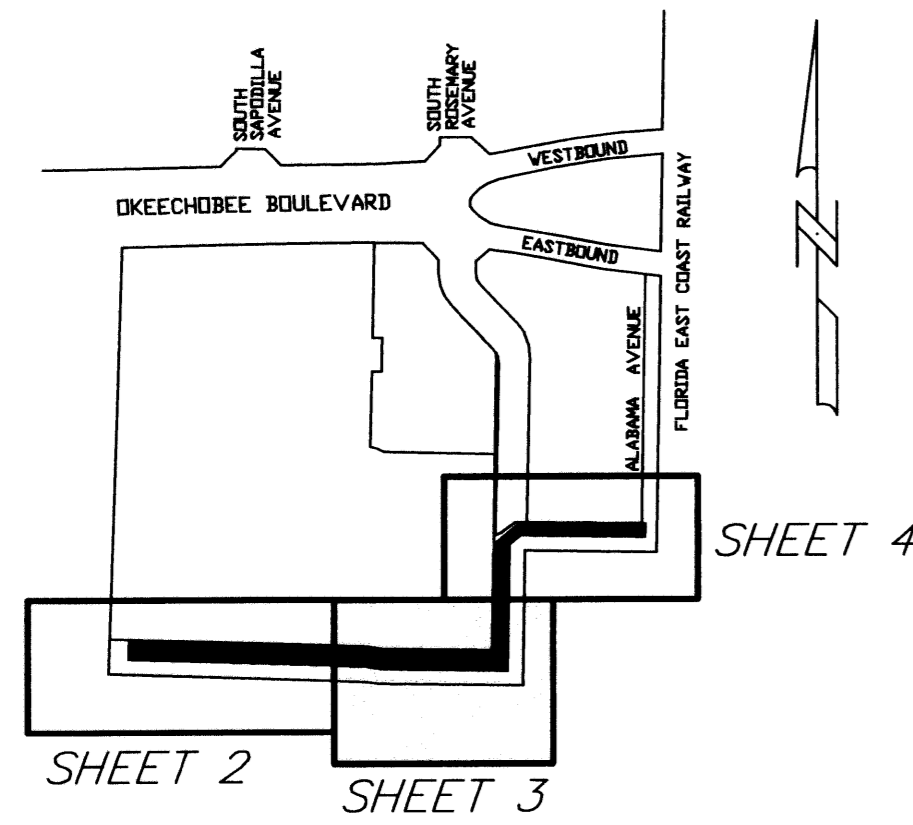 SOUTH
SAPODILLA
AVENUE
SOUTH
ROSEMARY
AVENUE
WESTBOUND
OKEECHOBEE BOULEVARD
EASTBOUND
FLORIDA EAST COAST RAILWAY
N
ALABAMA AVENUE
SHEET 4
SHEET 2
SHEET 3